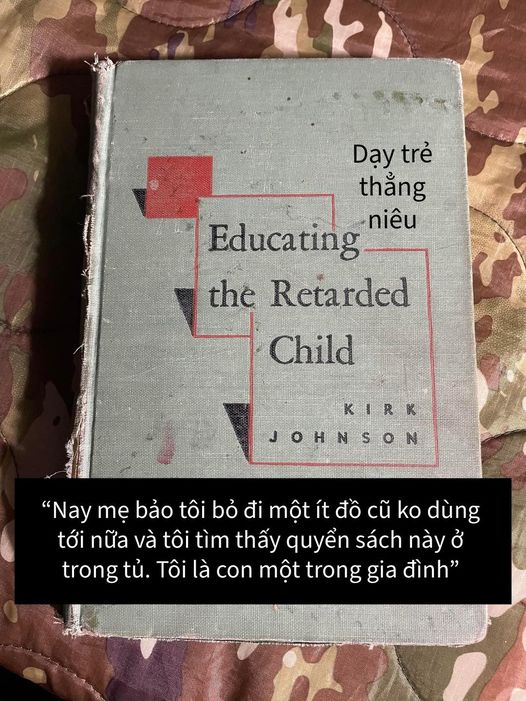 Dạy trẻ
thẳng
niêu
Educating
the Retarded
Child
KIRK
JOHNSON
“Nay mẹ bảo tôi bỏ đi một ít đồ cũ ko dùng
tới nữa và tôi tìm thấy quyển sách này ở
trong tủ. Tôi là con một trong gia đình”